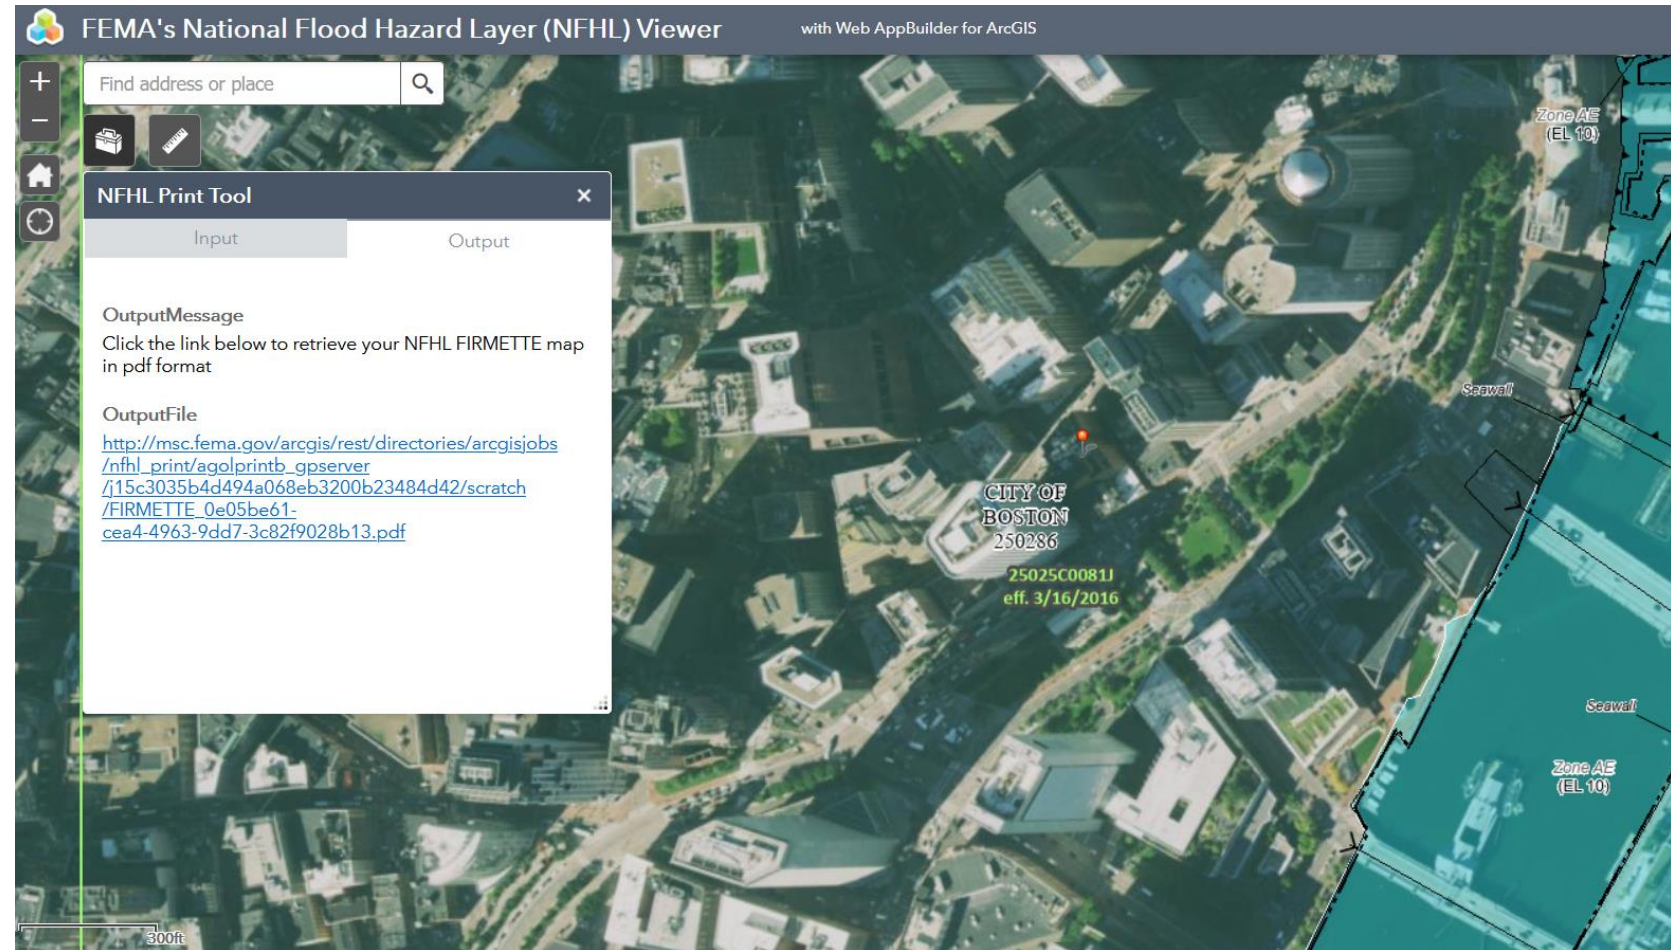 FEMA's National Flood Hazard Layer (NFHL) Viewer
with Web AppBuilder for ArcGIS
+
Find address or place
−
NFHL Print Tool
×
Input
Output
OutputMessage
Click the link below to retrieve your NFHL FIRMETTE map
in pdf format
OutputFile
http://msc.fema.gov/arcgis/rest/directories/arcgisjobs
/nfhl_print/agolprintb_gpserver
/j15c3035b4d494a068eb3200b23484d42/scratch
/FIRMETTE_0e05be61-
cea4-4963-9dd7-3c82f9028b13.pdf
Zone AE
(EL 10)
Seawall
CITY OF
BOSTON
250286
25025C0081J
eff. 3/16/2016
Seawall
Zone AE
(EL 10)
300ft